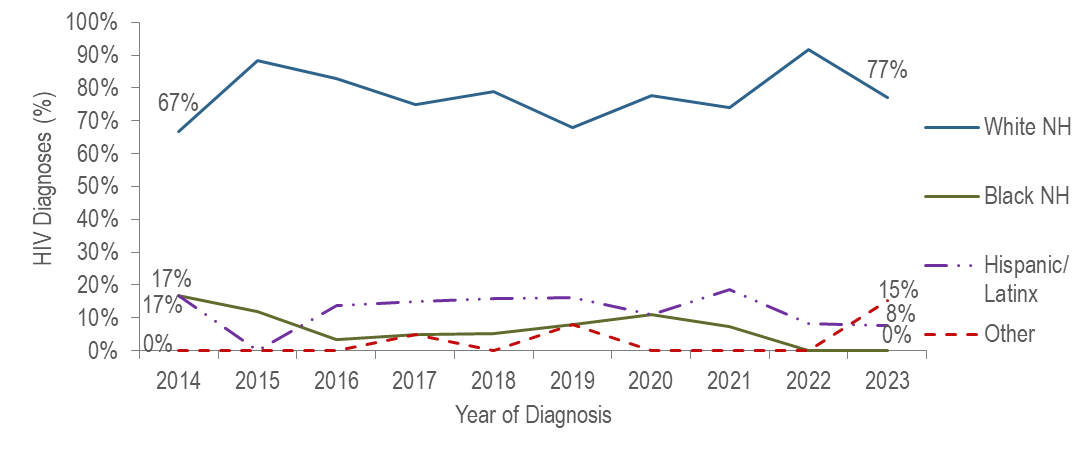 100%
90%
80%
70%
60%
50%
40%
30%
20%
10%
0%
HIV Diagnoses (%)
67%
77%
17%
17%
0%
15%
8%
0%
White NH
Black NH
Hispanic/
Latinx
Other
2014 2015 2016 2017 2018 2019 2020 2021 2022 2023
Year of Diagnosis